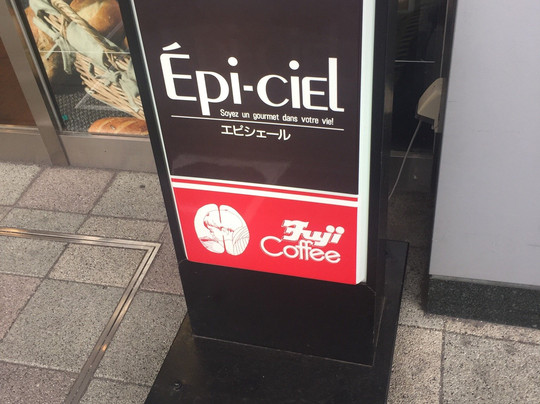 Épi-ciel
Soyez un gourmet dans votre vie!
エピシェール
Fuji
Coffee